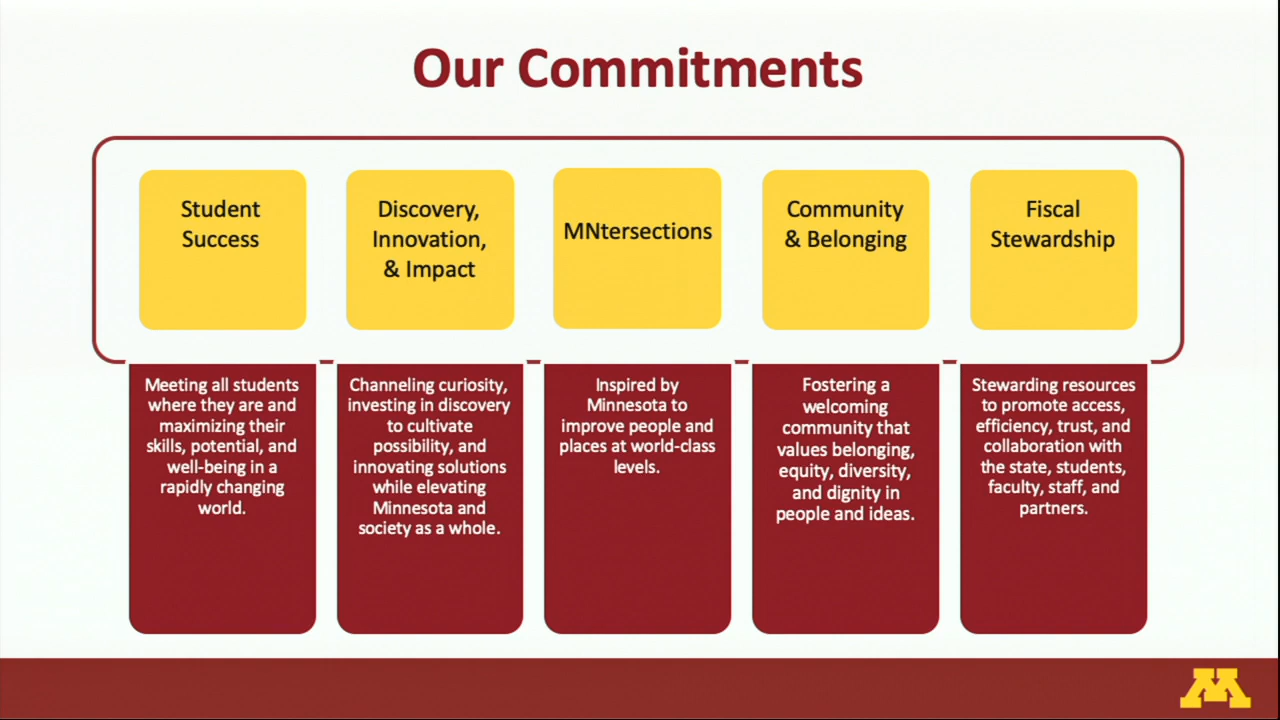 Our Commitments
Student
Success
Discovery,
Innovation,
& Impact
MNtersections
Community
& Belonging
Fiscal
Stewardship
Meeting all students
where they are and
maximizing their
skills, potential, and
well-being in a
rapidly changing
world.
Channeling curiosity,
investing in discovery
to cultivate
possibility, and
innovating solutions
while elevating
Minnesota and
society as a whole.
Inspired by
Minnesota to
improve people and
places at world-class
levels.
Fostering a
welcoming
community that
values belonging,
equity, diversity,
and dignity in
people and ideas.
Stewarding resources
to promote access,
efficiency, trust, and
collaboration with
the state, students,
faculty, staff, and
partners.
M